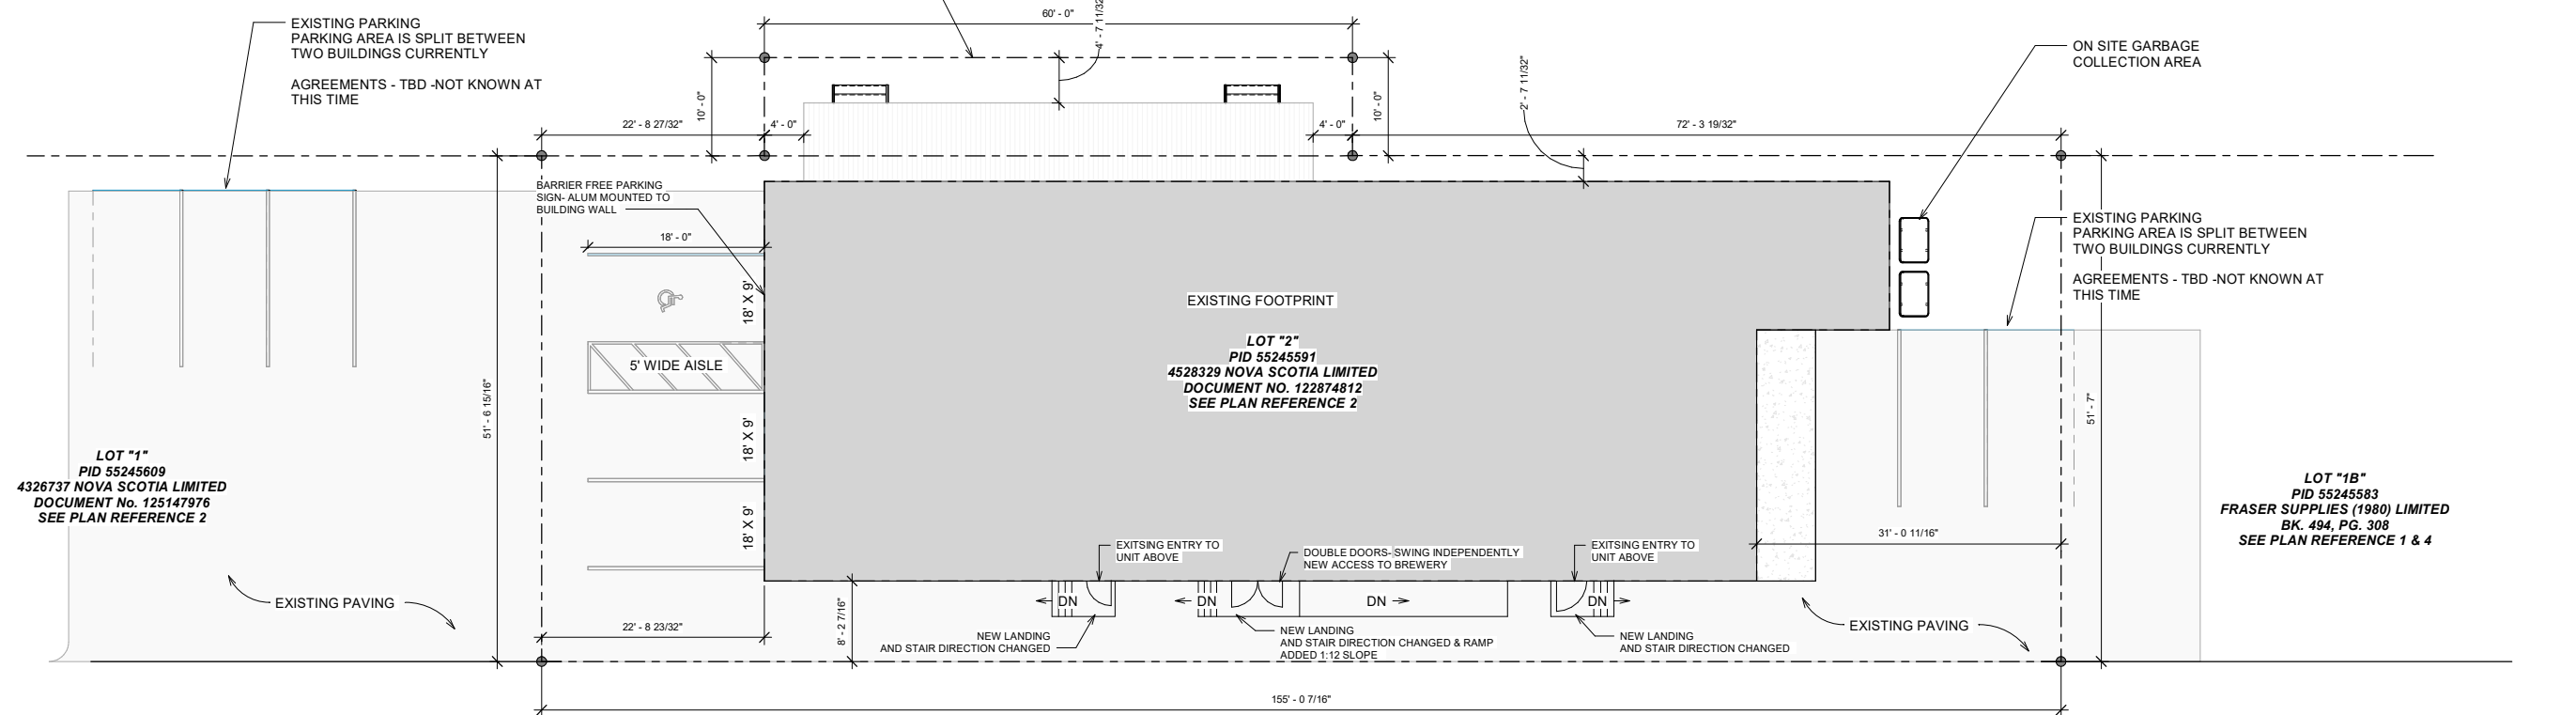 EXISTING PARKING
PARKING AREA IS SPLIT BETWEEN
TWO BUILDINGS CURRENTLY
AGREEMENTS - TBD -NOT KNOWN AT
THIS TIME
60' - 0"
4' - 7 11/32"
10' - 0"
22' - 8 27/32"
4' - 0"
4' - 0"
10' - 0"
2' - 7 11/32"
72' - 3 19/32"
ON SITE GARBAGE
COLLECTION AREA
BARRIER FREE PARKING
SIGN- ALUM MOUNTED TO
BUILDING WALL
18' - 0"
18' X 9'
5' WIDE AISLE
18' X 9'
18' X 9'
51' - 6 15/16"
EXISTING FOOTPRINT
LOT "2"
PID 55245591
4528329 NOVA SCOTIA LIMITED
DOCUMENT NO. 122874812
SEE PLAN REFERENCE 2
EXISTING PARKING
PARKING AREA IS SPLIT BETWEEN
TWO BUILDINGS CURRENTLY
AGREEMENTS - TBD -NOT KNOWN AT
THIS TIME
51' - 7"
LOT "1"
PID 55245609
4326737 NOVA SCOTIA LIMITED
DOCUMENT No. 125147976
SEE PLAN REFERENCE 2
LOT "1B"
PID 55245583
FRASER SUPPLIES (1980) LIMITED
BK. 494, PG. 308
SEE PLAN REFERENCE 1 & 4
31' - 0 11/16"
EXITSING ENTRY TO
UNIT ABOVE
DOUBLE DOORS- SWING INDEPENDENTLY
NEW ACCESS TO BREWERY
EXITSING ENTRY TO
UNIT ABOVE
EXISTING PAVING
DN
DN
DN
DN
EXISTING PAVING
22' - 8 23/32"
8' - 2 7/16"
NEW LANDING
AND STAIR DIRECTION CHANGED
NEW LANDING
AND STAIR DIRECTION CHANGED & RAMP
ADDED 1:12 SLOPE
NEW LANDING
AND STAIR DIRECTION CHANGED
155' - 0 7/16"